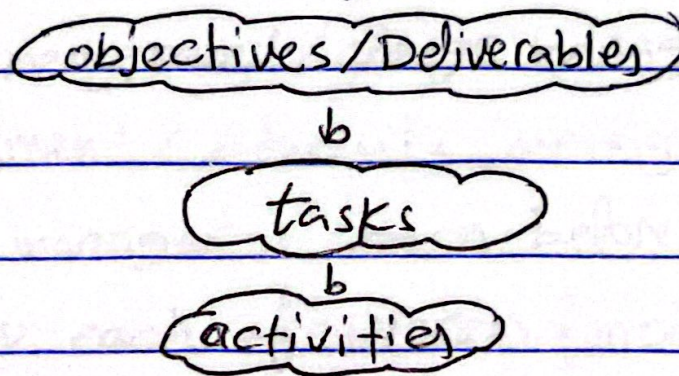 objectives/Deliverables
b
tasks
b
activities